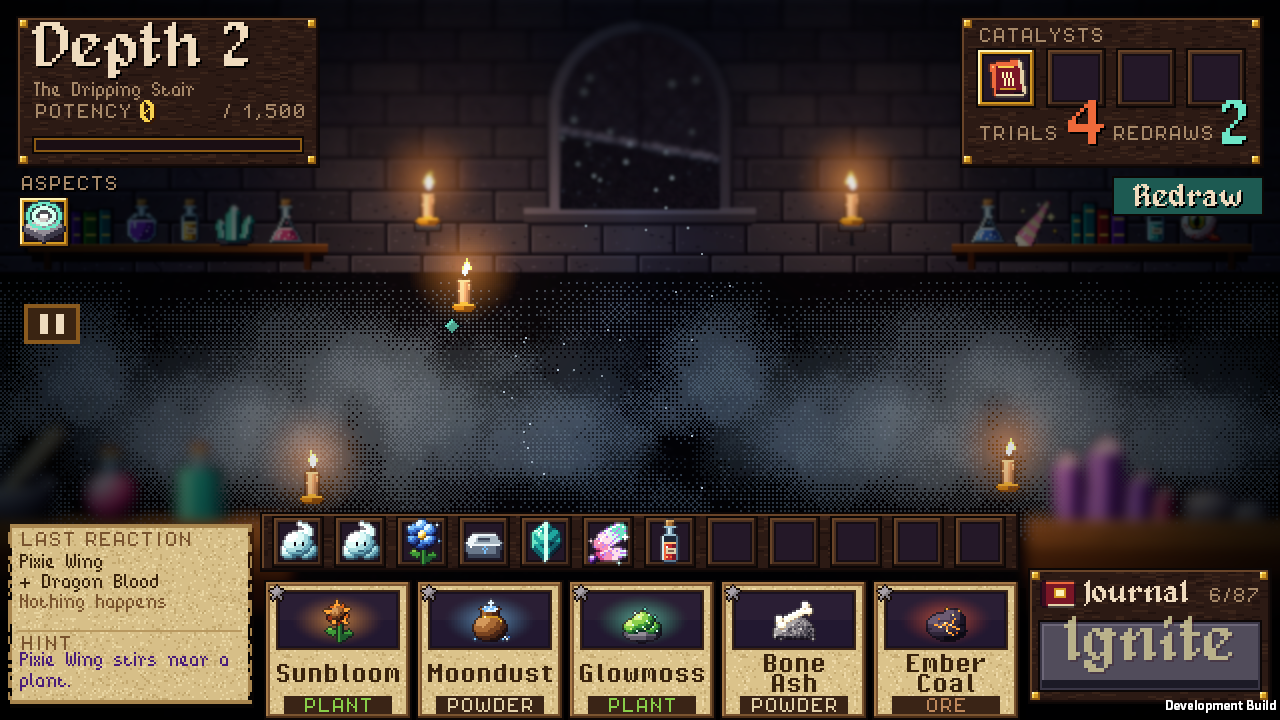 Depth 2
The Dripping Stair
POTENCY 0 / 1,500
ASPECTS
CATALYSTS
TRIALS 4 REDRAWS 2
Redraw
LAST REACTION
Pixie Wing
+ Dragon Blood
Nothing happens
HINT
Pixie Wing stirs near a
plant.
Sunbloom
PLANT
Moondust
POWDER
Glowmoss
PLANT
Bone
Ash
POWDER
Ember
Coal
ORE
Journal 6/87
Ignite
Development Build